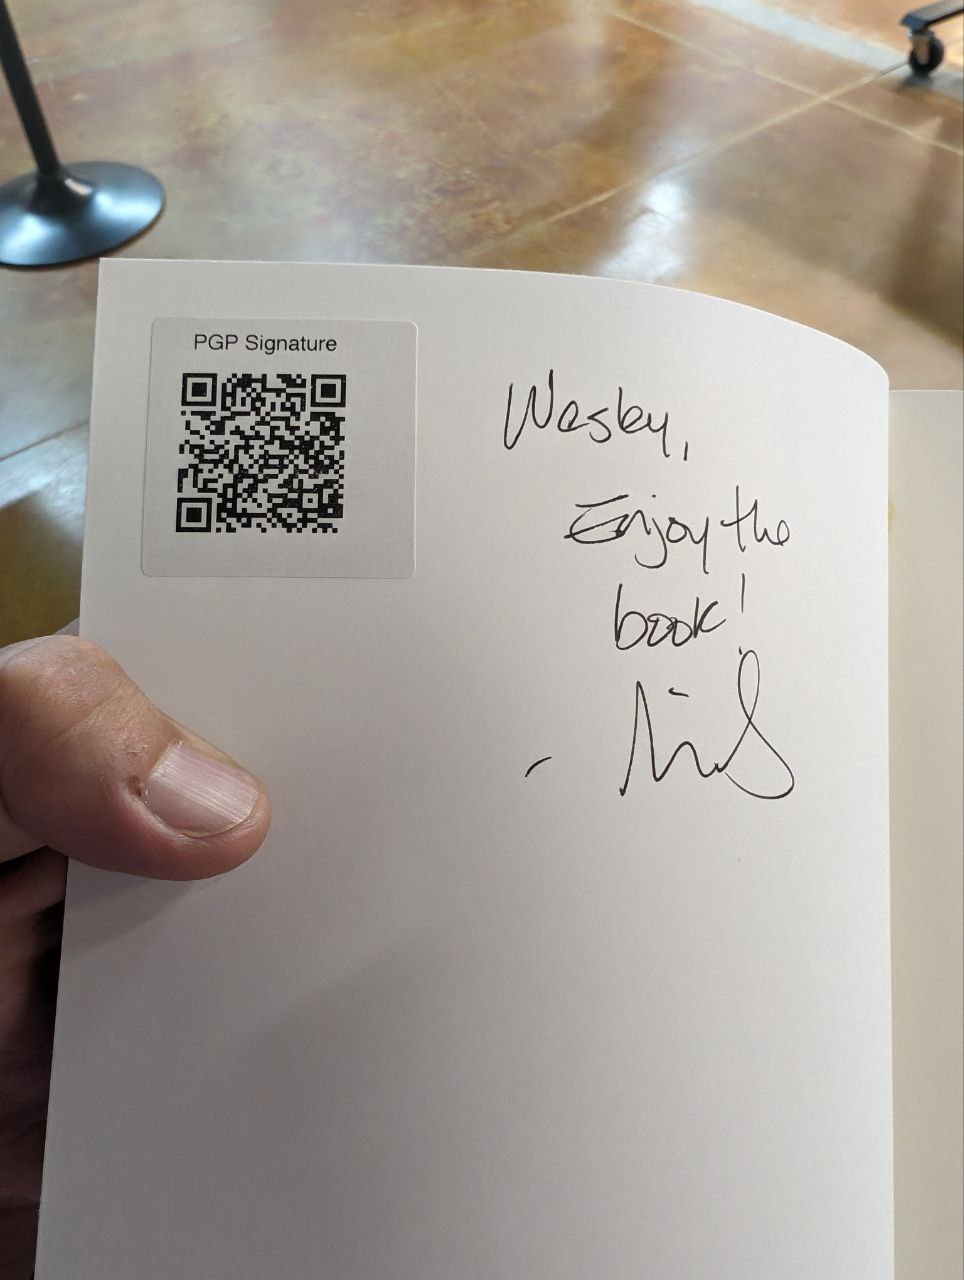 PGP Signature
Wesley,
Enjoy the
book!